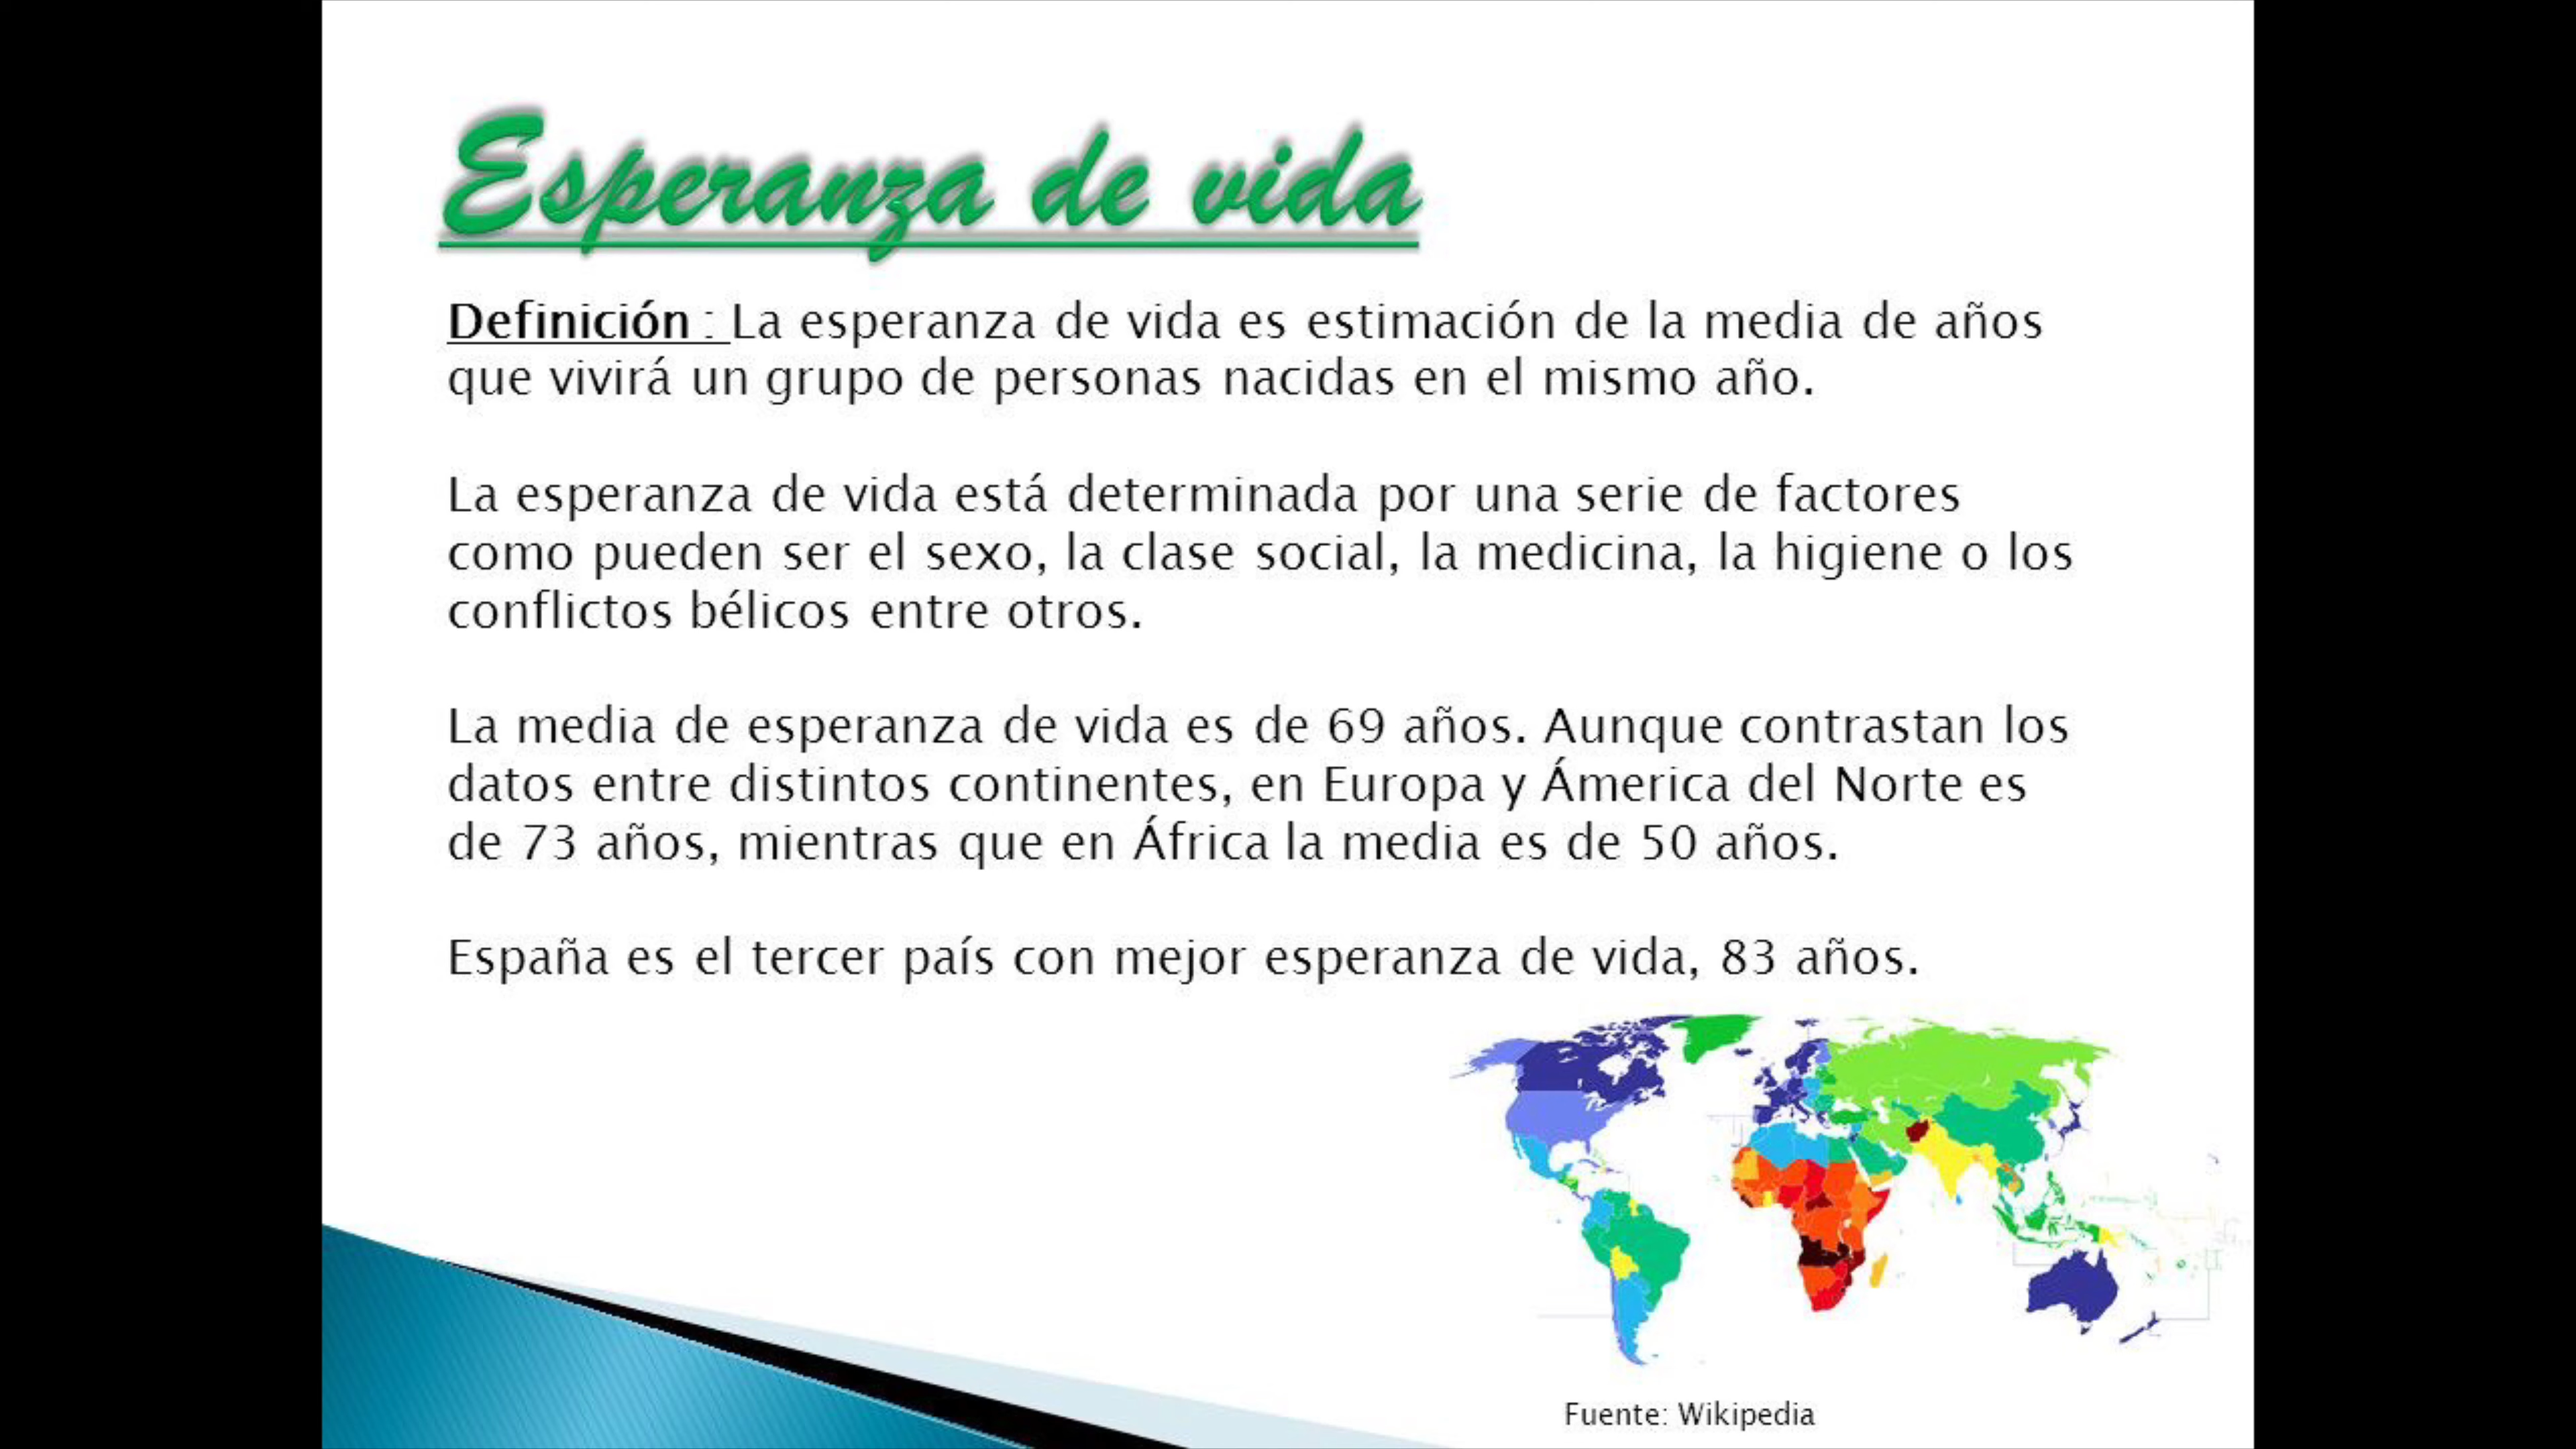 Esperanza de vida
Definición : La esperanza de vida es estimación de la media de años
que vivirá un grupo de personas nacidas en el mismo año.
La esperanza de vida está determinada por una serie de factores
como pueden ser el sexo, la clase social, la medicina, la higiene o los
conflictos bélicos entre otros.
La media de esperanza de vida es de 69 años. Aunque contrastan los
datos entre distintos continentes, en Europa y Ámerica del Norte es
de 73 años, mientras que en África la media es de 50 años.
España es el tercer país con mejor esperanza de vida, 83 años.
Fuente: Wikipedia